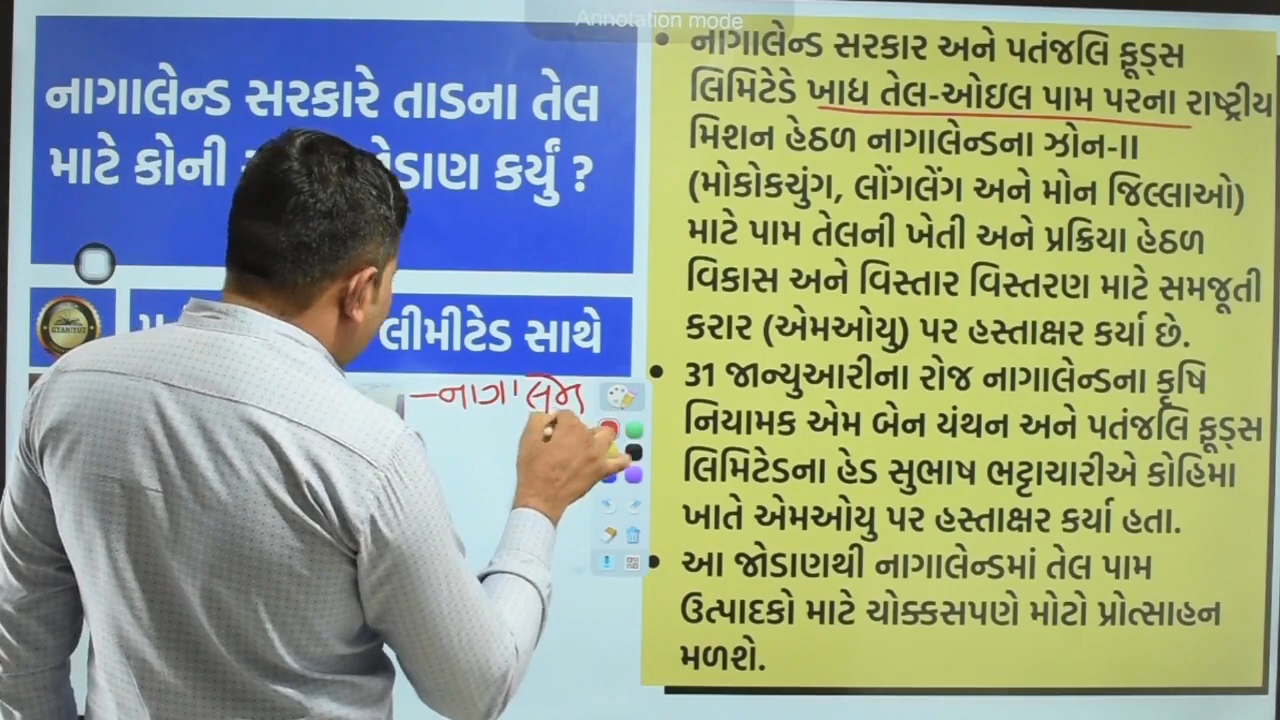 Annotation mode
નાગાલેન્ડ સરકારે તાડના તેલ
માટે કોની જોડાણ કર્યું ?
લીમીટેડ સાથે
નાગાલેન
નાગાલેન્ડ સરકાર અને પતંજલિ ફૂડ્સ
લિમિટેડે ખાદ્ય તેલ-ઓઇલ પામ પરના રાષ્ટ્રીય
મિશન હેઠળ નાગાલેન્ડના ઝોન-II
(મોકોકચુંગ, લોંગલેંગ અને મોન જિલ્લાઓ)
માટે પામ તેલની ખેતી અને પ્રક્રિયા હેઠળ
વિકાસ અને વિસ્તાર વિસ્તરણ માટે સમજૂતી
કરાર (એમઓયુ) પર હસ્તાક્ષર કર્યા છે.
31 જાન્યુઆરીના રોજ નાગાલેન્ડના કૃષિ
નિયામક એમ બેન યંથન અને પતંજલિ ફૂડ્સ
લિમિટેડના હેડ સુભાષ ભટ્ટાચારીએ કોહિમા
ખાતે એમઓયુ પર હસ્તાક્ષર કર્યા હતા.
આ જોડાણથી નાગાલેન્ડમાં તેલ પામ
ઉત્પાદકો માટે ચોક્કસપણે મોટો પ્રોત્સાહન
મળશે.